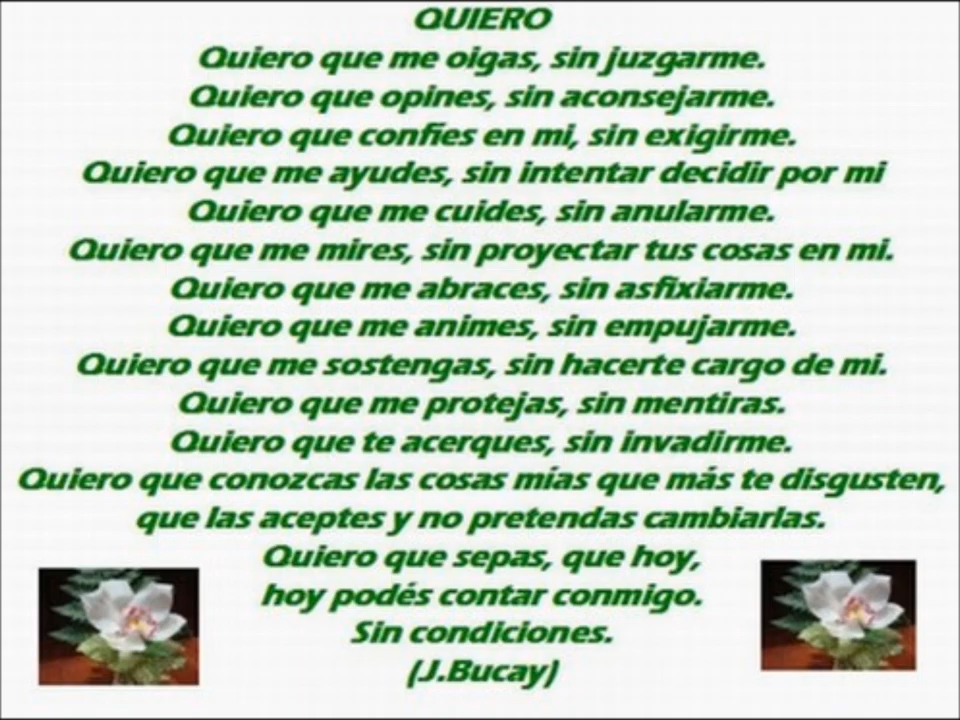 QUIERO
Quiero que me oigas, sin juzgarme.
Quiero que opines, sin aconsejarme.
Quiero que confies en mi, sin exigirme.
Quiero que me ayudes, sin intentar decidir por mi
Quiero que me cuides, sin anularme.
Quiero que me mires, sin proyectar tus cosas en mi.
Quiero que me abraces, sin asfixiarme.
Quiero que me animes, sin empujarme.
Quiero que me sostengas, sin hacerte cargo de mi.
Quiero que me protejas, sin mentiras.
Quiero que te acerques, sin invadirme.
Quiero que conozcas las cosas mías que más te disgusten,
que las aceptes y no pretendas cambiarlas.
Quiero que sepas, que hoy,
hoy podés contar conmigo.
Sin condiciones.
(J.Bucay)